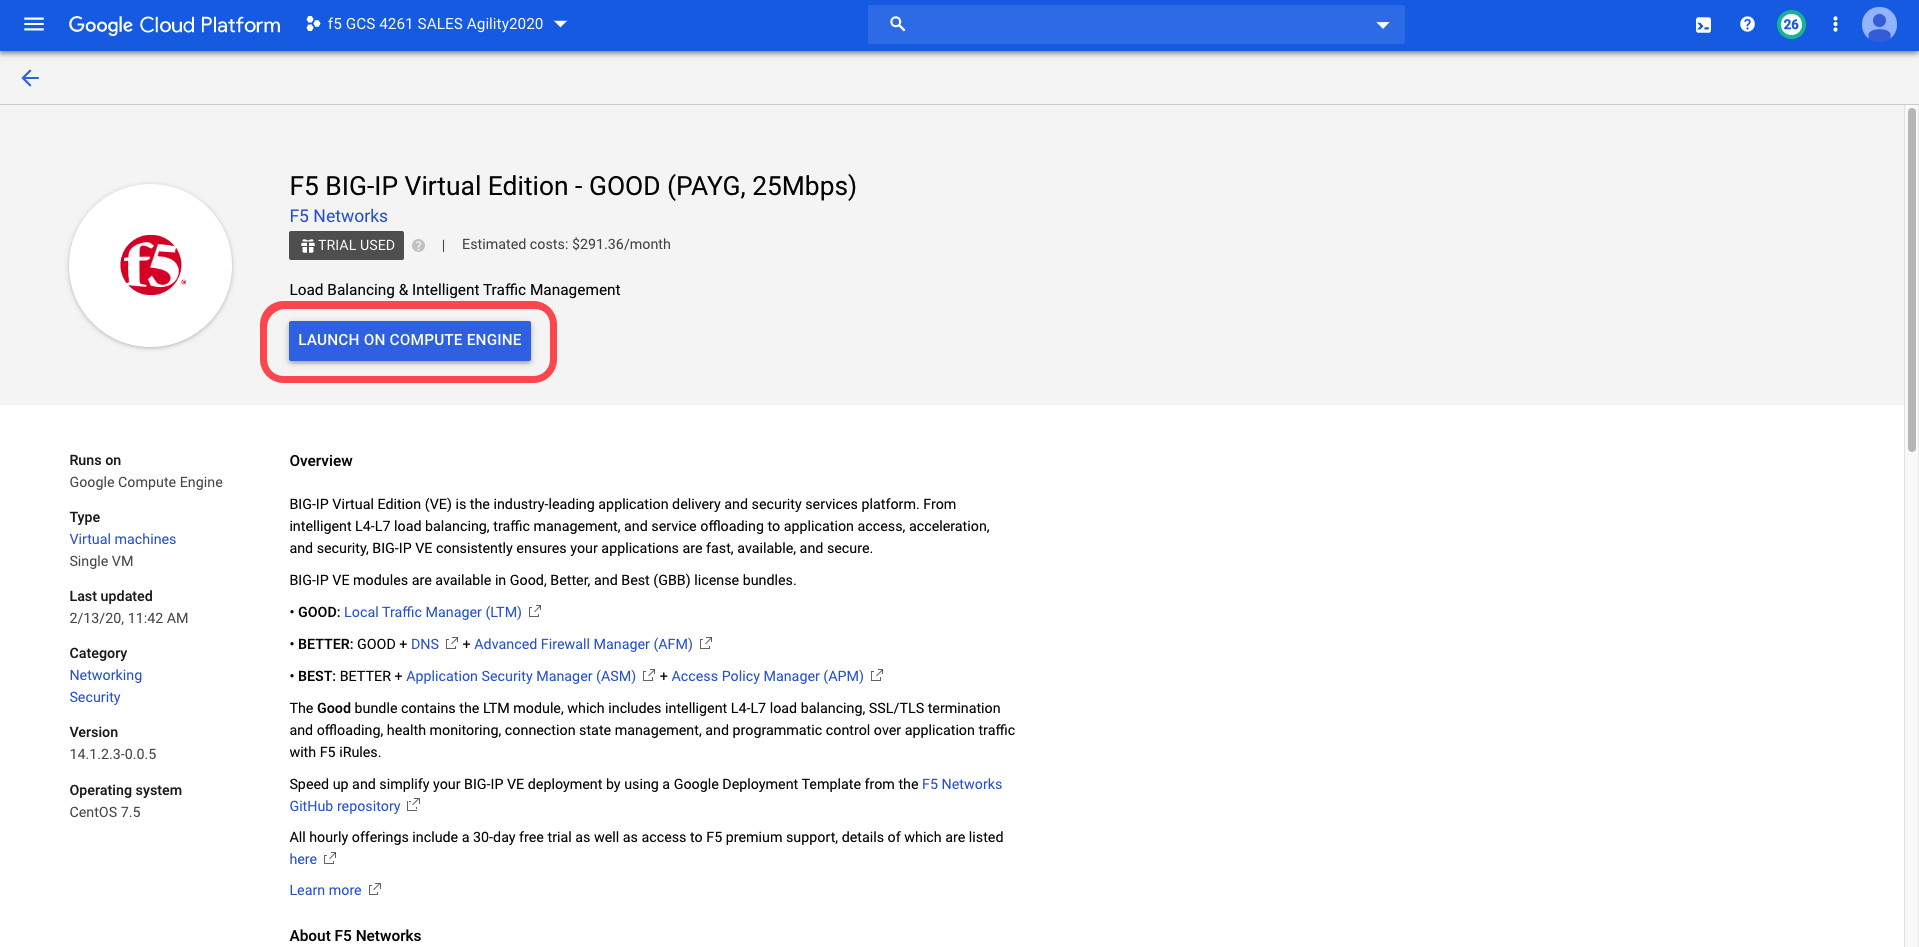 Google Cloud Platform
f5 GCS 4261 SALES Agility2020
26
F5 BIG-IP Virtual Edition - GOOD (PAYG, 25Mbps)
F5 Networks
TRIAL USED | Estimated costs: $291.36/month
f5
Load Balancing & Intelligent Traffic Management
LAUNCH ON COMPUTE ENGINE
Runs on
Google Compute Engine
Type
Virtual machines
Single VM
Last updated
2/13/20, 11:42 AM
Category
Networking
Security
Version
14.1.2.3-0.0.5
Operating system
CentOS 7.5
Overview
BIG-IP Virtual Edition (VE) is the industry-leading application delivery and security services platform. From
intelligent L4-L7 load balancing, traffic management, and service offloading to application access, acceleration,
and security, BIG-IP VE consistently ensures your applications are fast, available, and secure.
BIG-IP VE modules are available in Good, Better, and Best (GBB) license bundles.
• GOOD: Local Traffic Manager (LTM)
• BETTER: GOOD + DNS + Advanced Firewall Manager (AFM)
• BEST: BETTER + Application Security Manager (ASM) + Access Policy Manager (APM)
The Good bundle contains the LTM module, which includes intelligent L4-L7 load balancing, SSL/TLS termination
and offloading, health monitoring, connection state management, and programmatic control over application traffic
with F5 iRules.
Speed up and simplify your BIG-IP VE deployment by using a Google Deployment Template from the F5 Networks
GitHub repository
All hourly offerings include a 30-day free trial as well as access to F5 premium support, details of which are listed
here
Learn more
About F5 Networks